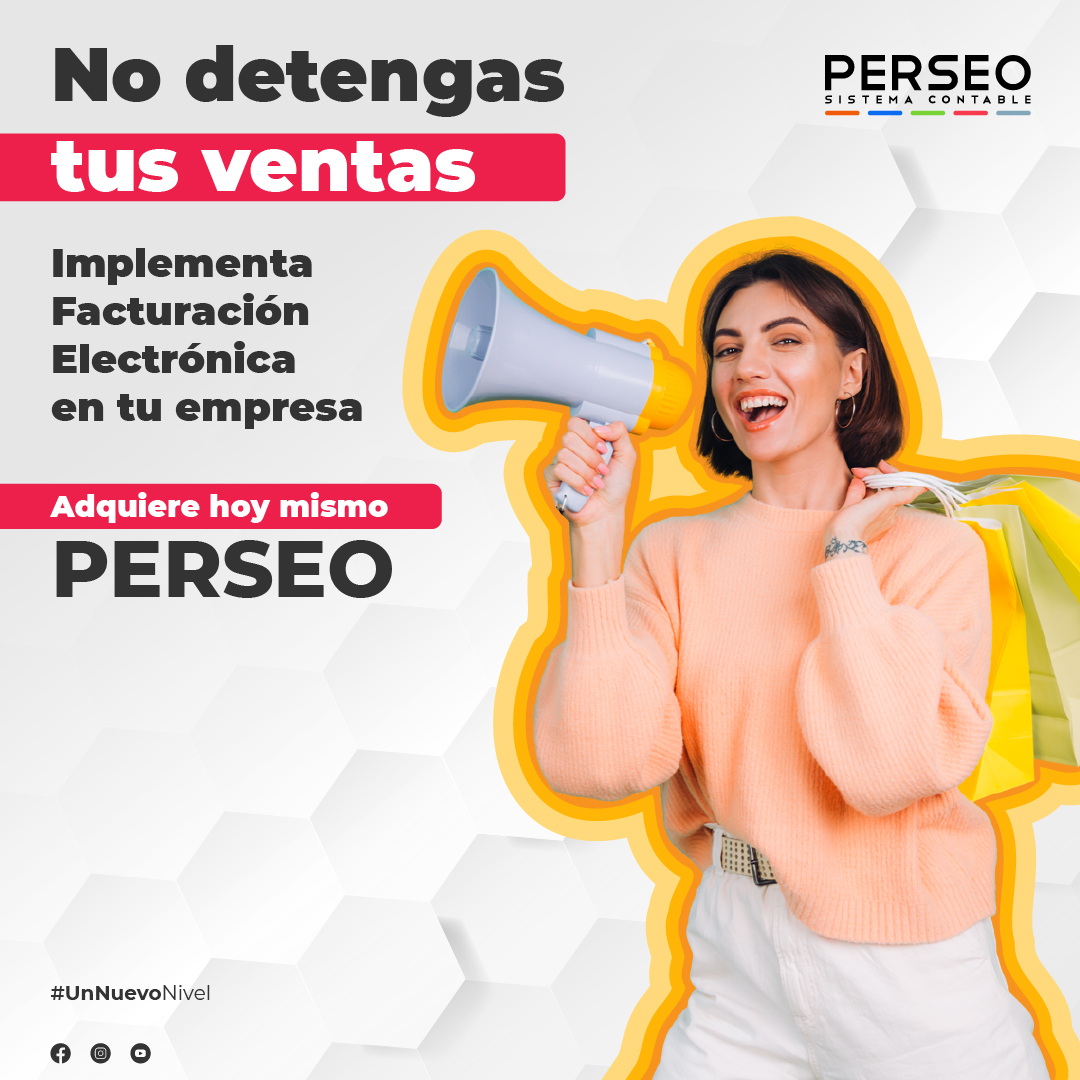 No detengas
tus ventas
PERSEO
SISTEMA CONTABLE
Implementa
Facturación
Electrónica
en tu empresa
Adquiere hoy mismo
PERSEO
#UnNuevoNivel